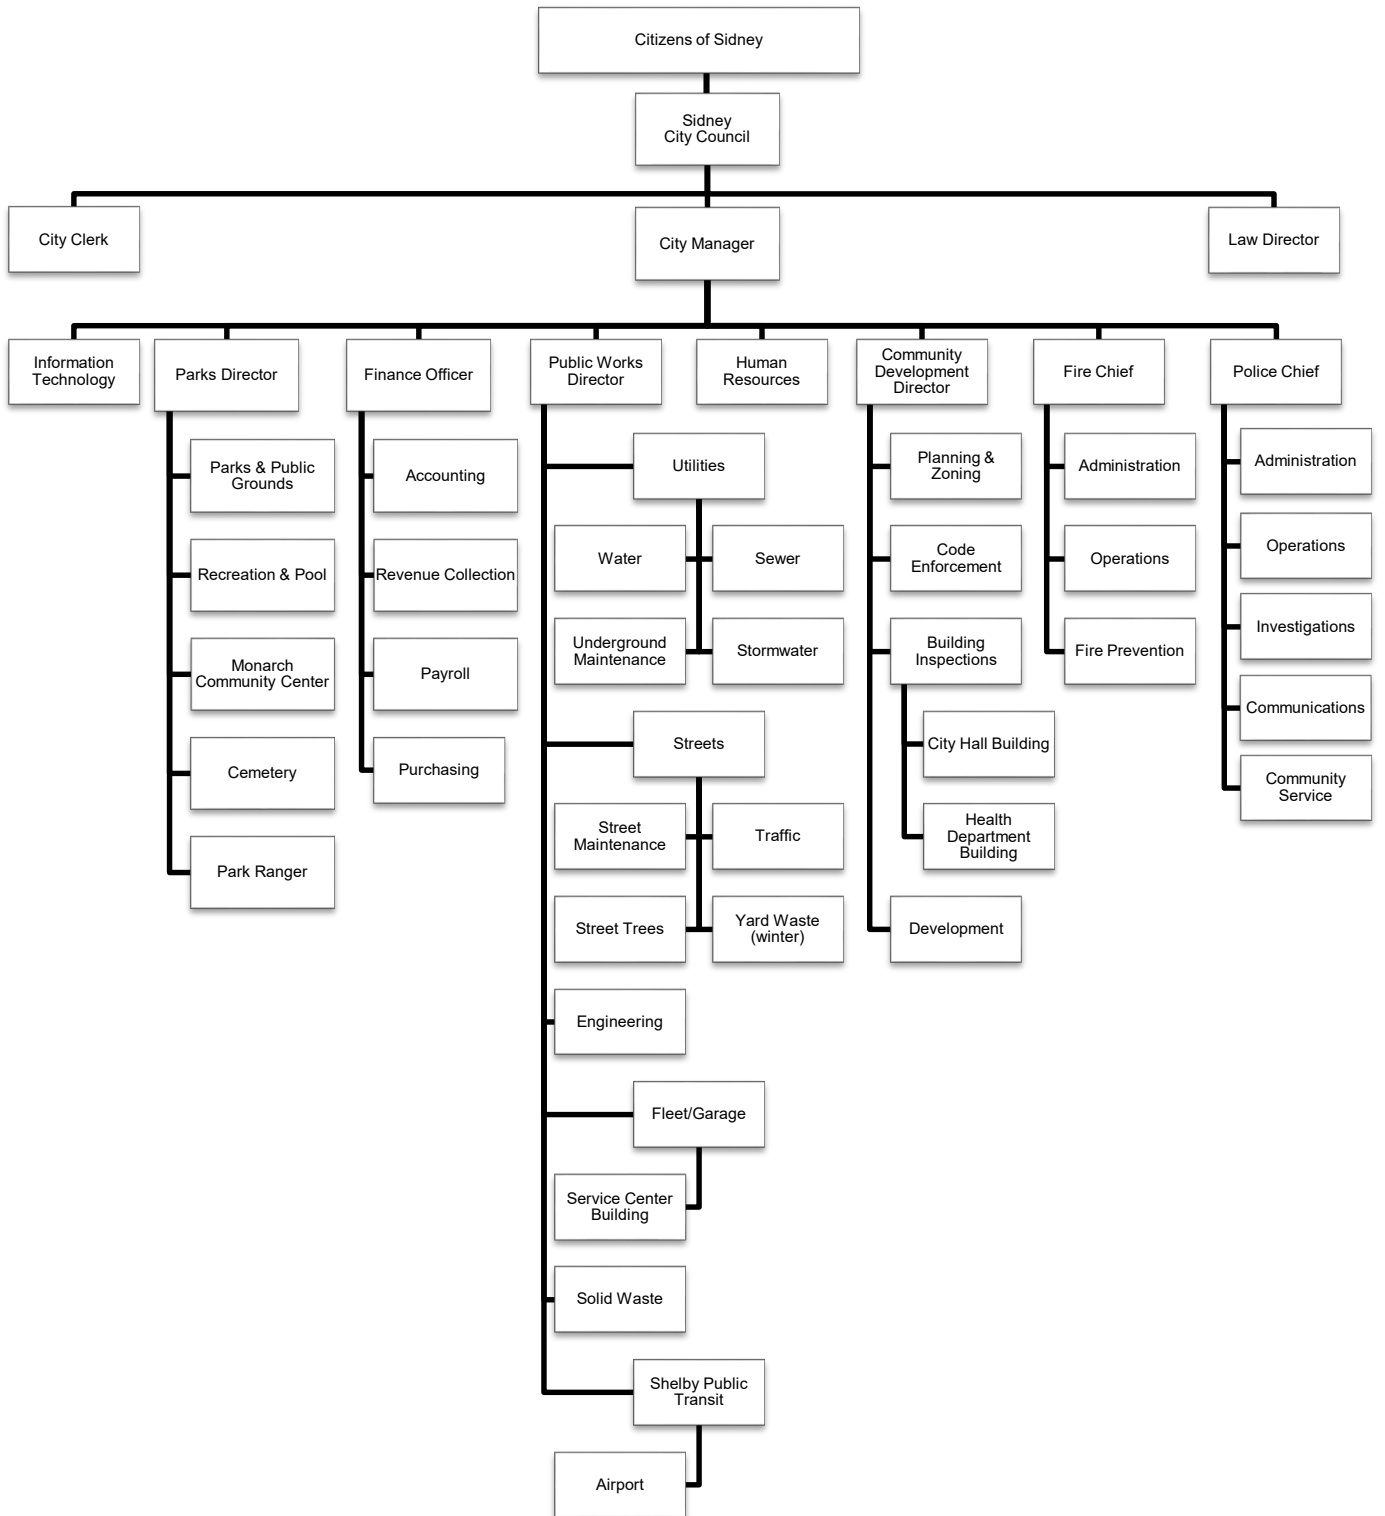 Citizens of Sidney
Sidney
City Council
City Clerk
City Manager
Law Director
Information
Technology
Parks Director
Finance Officer
Public Works
Director
Human
Resources
Community
Development
Director
Fire Chief
Police Chief
Parks & Public
Grounds
Recreation & Pool
Monarch
Community Center
Cemetery
Park Ranger
Accounting
Revenue Collection
Payroll
Purchasing
Utilities
Water
Sewer
Underground
Maintenance
Stormwater
Streets
Street
Maintenance
Traffic
Street Trees
Yard Waste
(winter)
Engineering
Fleet/Garage
Service Center
Building
Solid Waste
Shelby Public
Transit
Airport
Planning &
Zoning
Code
Enforcement
Building
Inspections
City Hall Building
Health
Department
Building
Development
Administration
Operations
Fire Prevention
Administration
Operations
Investigations
Communications
Community
Service